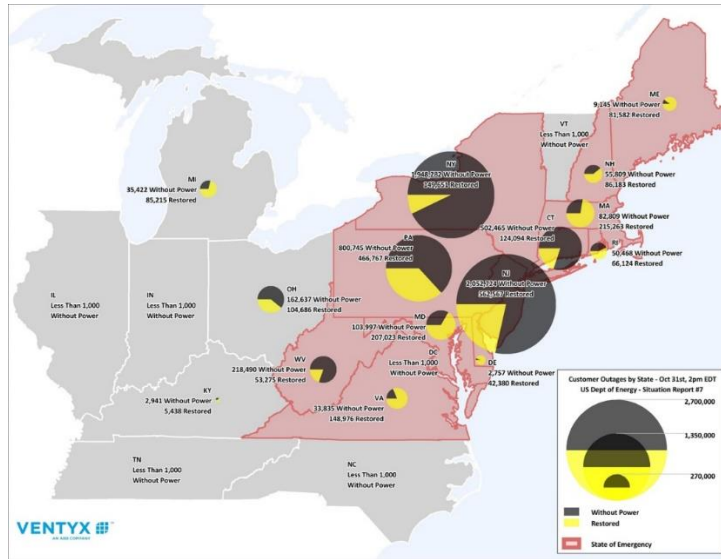 ME
9,145 Without Power
81,582 Restored
VT
Less Than 1,000
Without Power
NH
55,809 Without Power
86,183 Restored
NY
Without Power
Restored
MA
82,809 Without Power
215,263 Restored
CT
502,465 Without Power
124,094 Restored
RI
50,468 Without Power
66,124 Restored
MI
35,422 Without Power
85,215 Restored
PA
800,745 Without Power
466,767 Restored
NJ
Without Power
562,567 Restored
OH
162,637 Without Power
104,686 Restored
IL
Less Than 1,000
Without Power
IN
Less Than 1,000
Without Power
MD
103,997 Without Power
207,023 Restored
DC
Less Than 1,000
Without Power
DE
2,757 Without Power
42,380 Restored
WV
218,490 Without Power
53,275 Restored
KY
2,941 Without Power
5,438 Restored
VA
33,835 Without Power
148,976 Restored
TN
Less Than 1,000
Without Power
NC
Less Than 1,000
Without Power
Customer Outages by State - Oct 31st, 2pm EDT
US Dept of Energy - Situation Report #7
2,700,000
1,350,000
270,000
Without Power
Restored
State of Emergency
VENTYX
AN ABB COMPANY